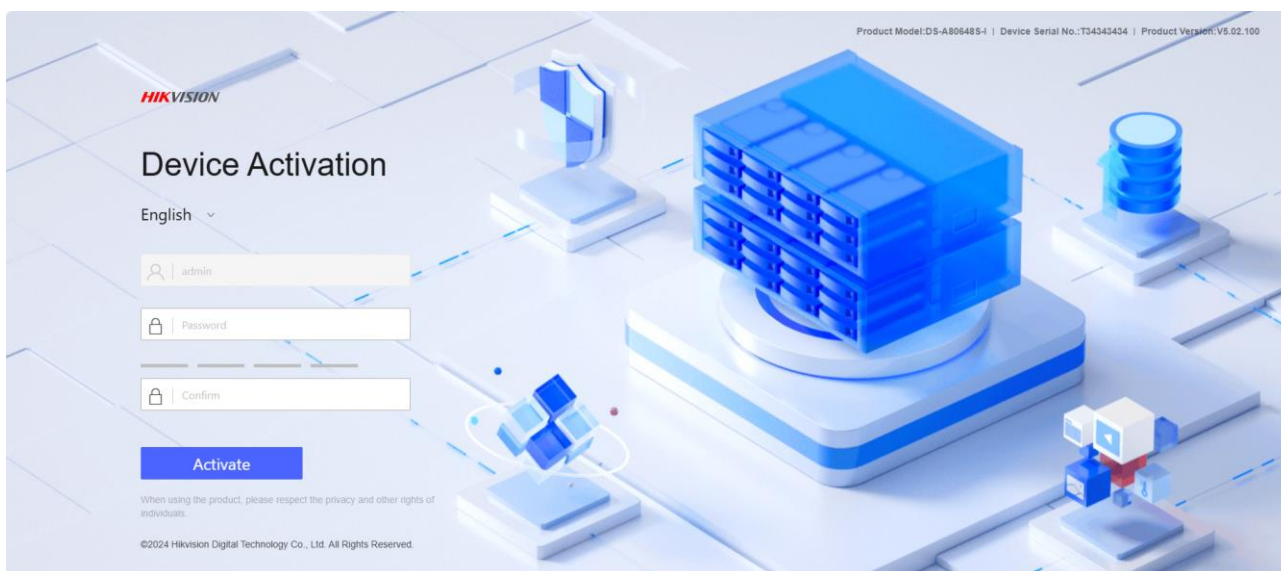 Product Model:DS-A80648S-I | Device Serial No.:T34343434 | Product Version:V5.02.100
HIKVISION
Device Activation
English
admin
Password
Confirm
Activate
When using the product, please respect the privacy and other rights of
individuals.
©2024 Hikvision Digital Technology Co., Ltd. All Rights Reserved.